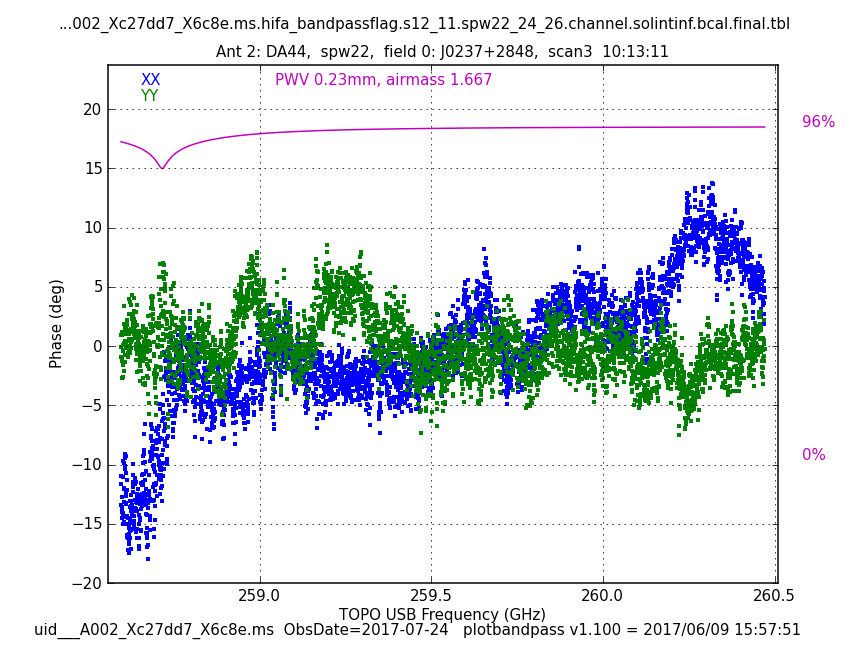 ...002_Xc27dd7_X6c8e.ms.hifa_bandpassflag.s12_11.spw22_24_26.channel.solintinf.bcal.final.tbl
Ant 2: DA44, spw22, field 0: J0237+2848, scan3 10:13:11
XX
YY
PWV 0.23mm, airmass 1.667
96%
0%
20
15
10
5
0
−5
−10
−15
−20
Phase (deg)
259.0 259.5 260.0 260.5
TOPO USB Frequency (GHz)
uid___A002_Xc27dd7_X6c8e.ms ObsDate=2017-07-24 plotbandpass v1.100 = 2017/06/09 15:57:51